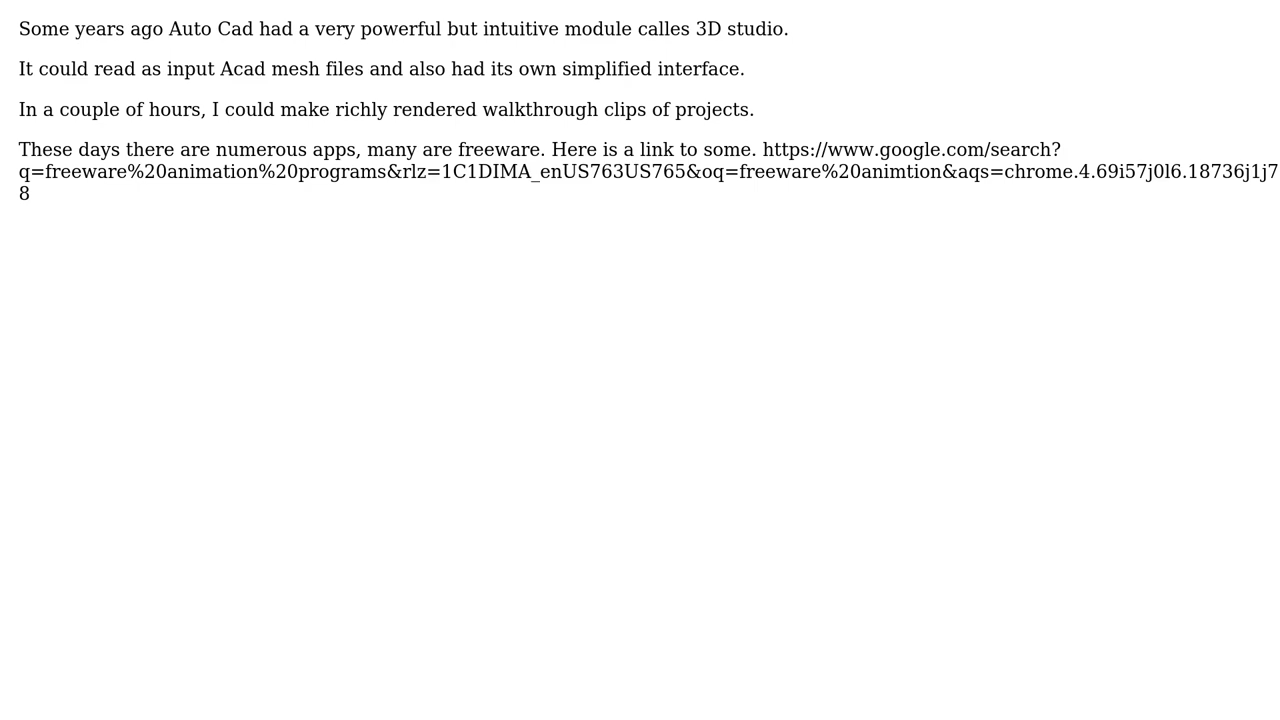 Some years ago Auto Cad had a very powerful but intuitive module calles 3D studio.
It could read as input Acad mesh files and also had its own simplified interface.
In a couple of hours, I could make richly rendered walkthrough clips of projects.
These days there are numerous apps, many are freeware. Here is a link to some. https://www.google.com/search?
q=freeware%20animation%20programs&rlz=1C1DIMA_enUS763US765&oq=freeware%20animtion&aqs=chrome.4.69i57j0l6.18736j1j7
8